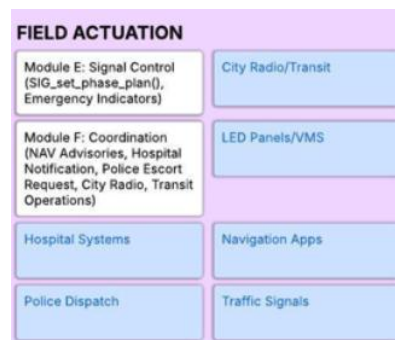 FIELD ACTUATION
Module E: Signal Control
(SIG_set_phase_plan(),
Emergency Indicators)
City Radio/Transit
Module F: Coordination
(NAV Advisories, Hospital
Notification, Police Escort
Request, City Radio, Transit
Operations)
LED Panels/VMS
Hospital Systems
Navigation Apps
Police Dispatch
Traffic Signals